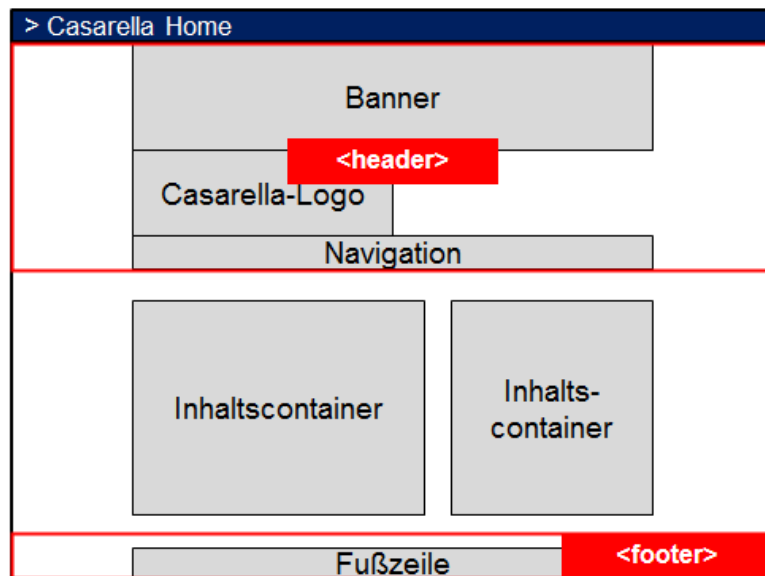 > Casarella Home
Banner
<header>
Casarella-Logo
Navigation
Inhaltscontainer
Inhalts-
container
<footer>
Fußzeile